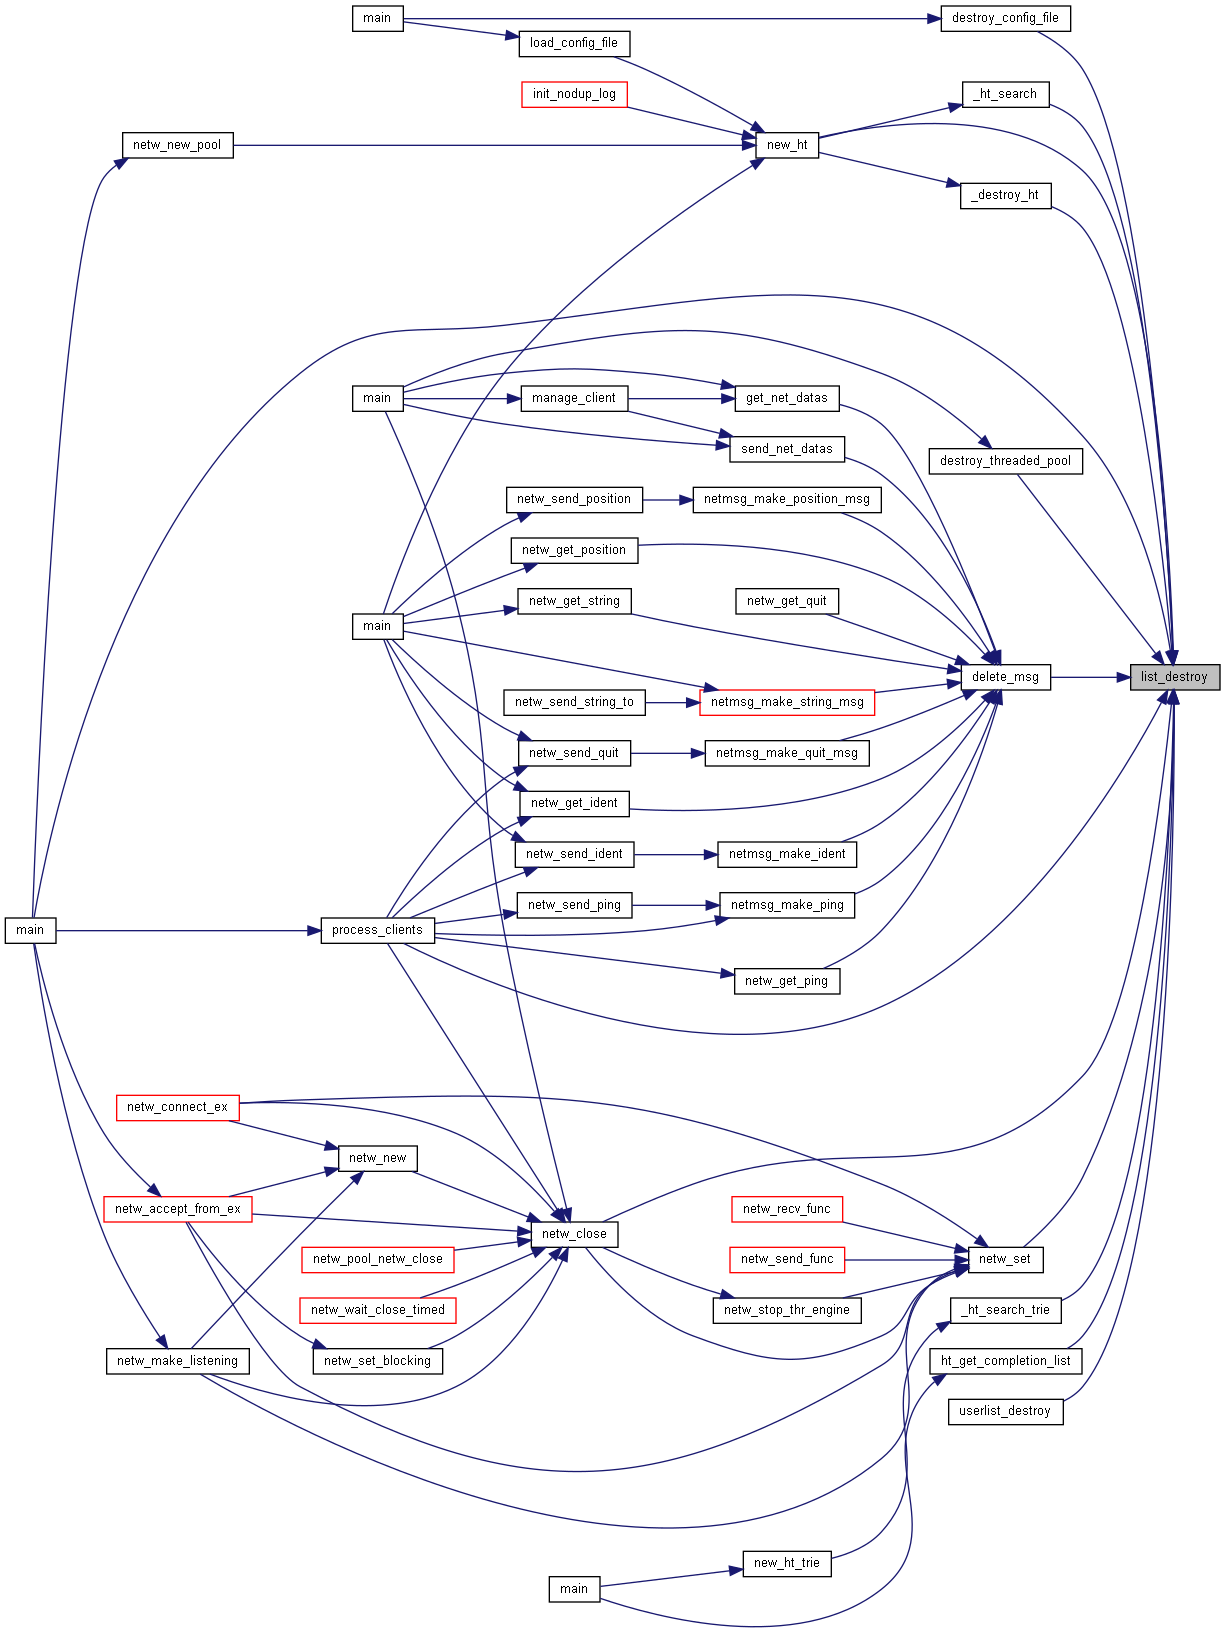 main
destroy_config_file
load_config_file
init_nodup_log
_ht_search
netw_new_pool
new_ht
_destroy_ht
main
manage_client
get_net_datas
send_net_datas
destroy_threaded_pool
netw_send_position
netmsg_make_position_msg
netw_get_position
netw_get_string
netw_get_quit
main
delete_msg
list_destroy
netw_send_string_to
netmsg_make_string_msg
netw_send_quit
netmsg_make_quit_msg
netw_get_ident
netw_send_ident
netmsg_make_ident
netw_send_ping
netmsg_make_ping
main
process_clients
netw_get_ping
netw_connect_ex
netw_new
netw_accept_from_ex
netw_recv_func
netw_close
netw_pool_netw_close
netw_send_func
netw_set
netw_wait_close_timed
netw_stop_thr_engine
_ht_search_trie
netw_make_listening
netw_set_blocking
ht_get_completion_list
userlist_destroy
new_ht_trie
main